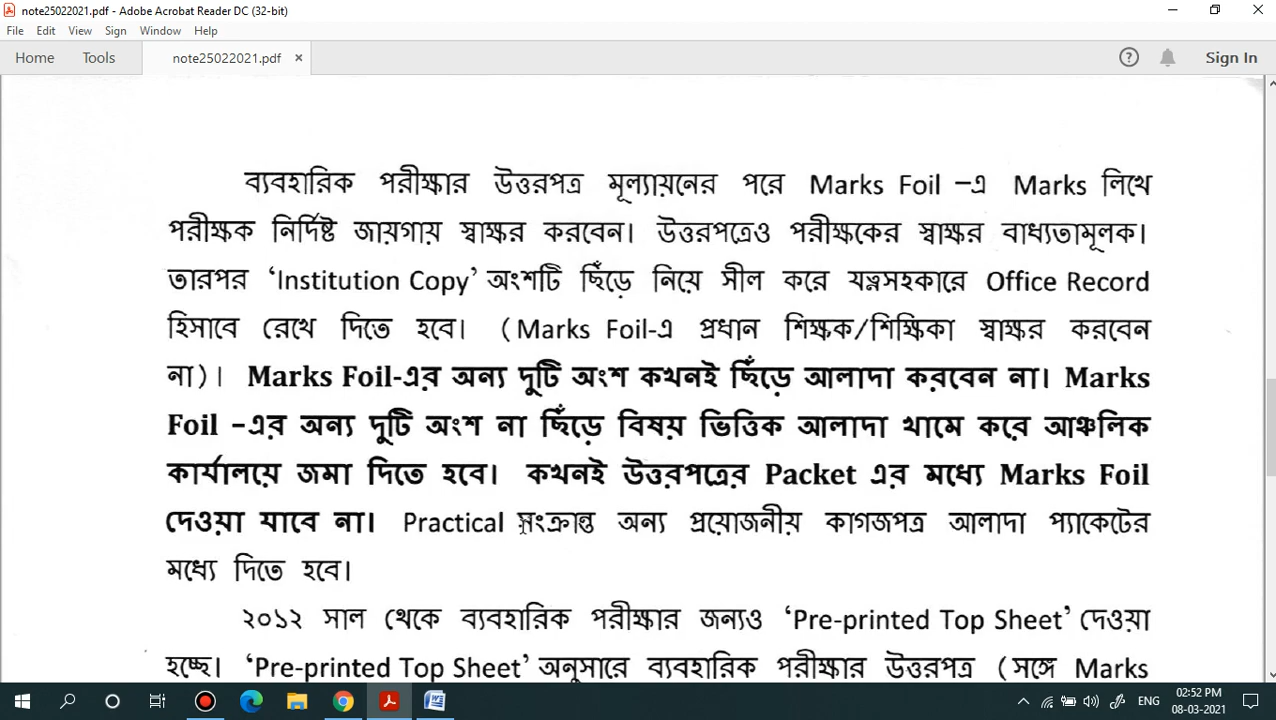 note25022021.pdf - Adobe Acrobat Reader DC (32-bit)
File Edit View Sign Window Help
Home Tools note25022021.pdf × Sign In
ব্যবহারিক পরীক্ষার উত্তরপত্র মূল্যায়নের পরে Marks Foil –এ Marks লিখে
পরীক্ষক নির্দিষ্ট জায়গায় স্বাক্ষর করবেন। উত্তরপত্রেও পরীক্ষকের স্বাক্ষর বাধ্যতামূলক।
তারপর ‘Institution Copy’ অংশটি ছিঁড়ে নিয়ে সীল করে যত্নসহকারে Office Record
হিসাবে রেখে দিতে হবে। (Marks Foil-এ প্রধান শিক্ষক/শিক্ষিকা স্বাক্ষর করবেন
না)। Marks Foil-এর অন্য দুটি অংশ কখনই ছিঁড়ে আলাদা করবেন না। Marks
Foil –এর অন্য দুটি অংশ না ছিঁড়ে বিষয় ভিত্তিক আলাদা খামে করে আঞ্চলিক
কার্যালয়ে জমা দিতে হবে। কখনই উত্তরপত্রের Packet এর মধ্যে Marks Foil
দেওয়া যাবে না। Practical সংক্রান্ত অন্য প্রয়োজনীয় কাগজপত্র আলাদা প্যাকেটের
মধ্যে দিতে হবে।
২০১২ সাল থেকে ব্যবহারিক পরীক্ষার জন্যও ‘Pre-printed Top Sheet’ দেওয়া
হচ্ছে। ‘Pre-printed Top Sheet’ অনুসারে ব্যবহারিক পরীক্ষার উত্তরপত্র (সঙ্গে Marks
02:52 PM
ENG
08-03-2021